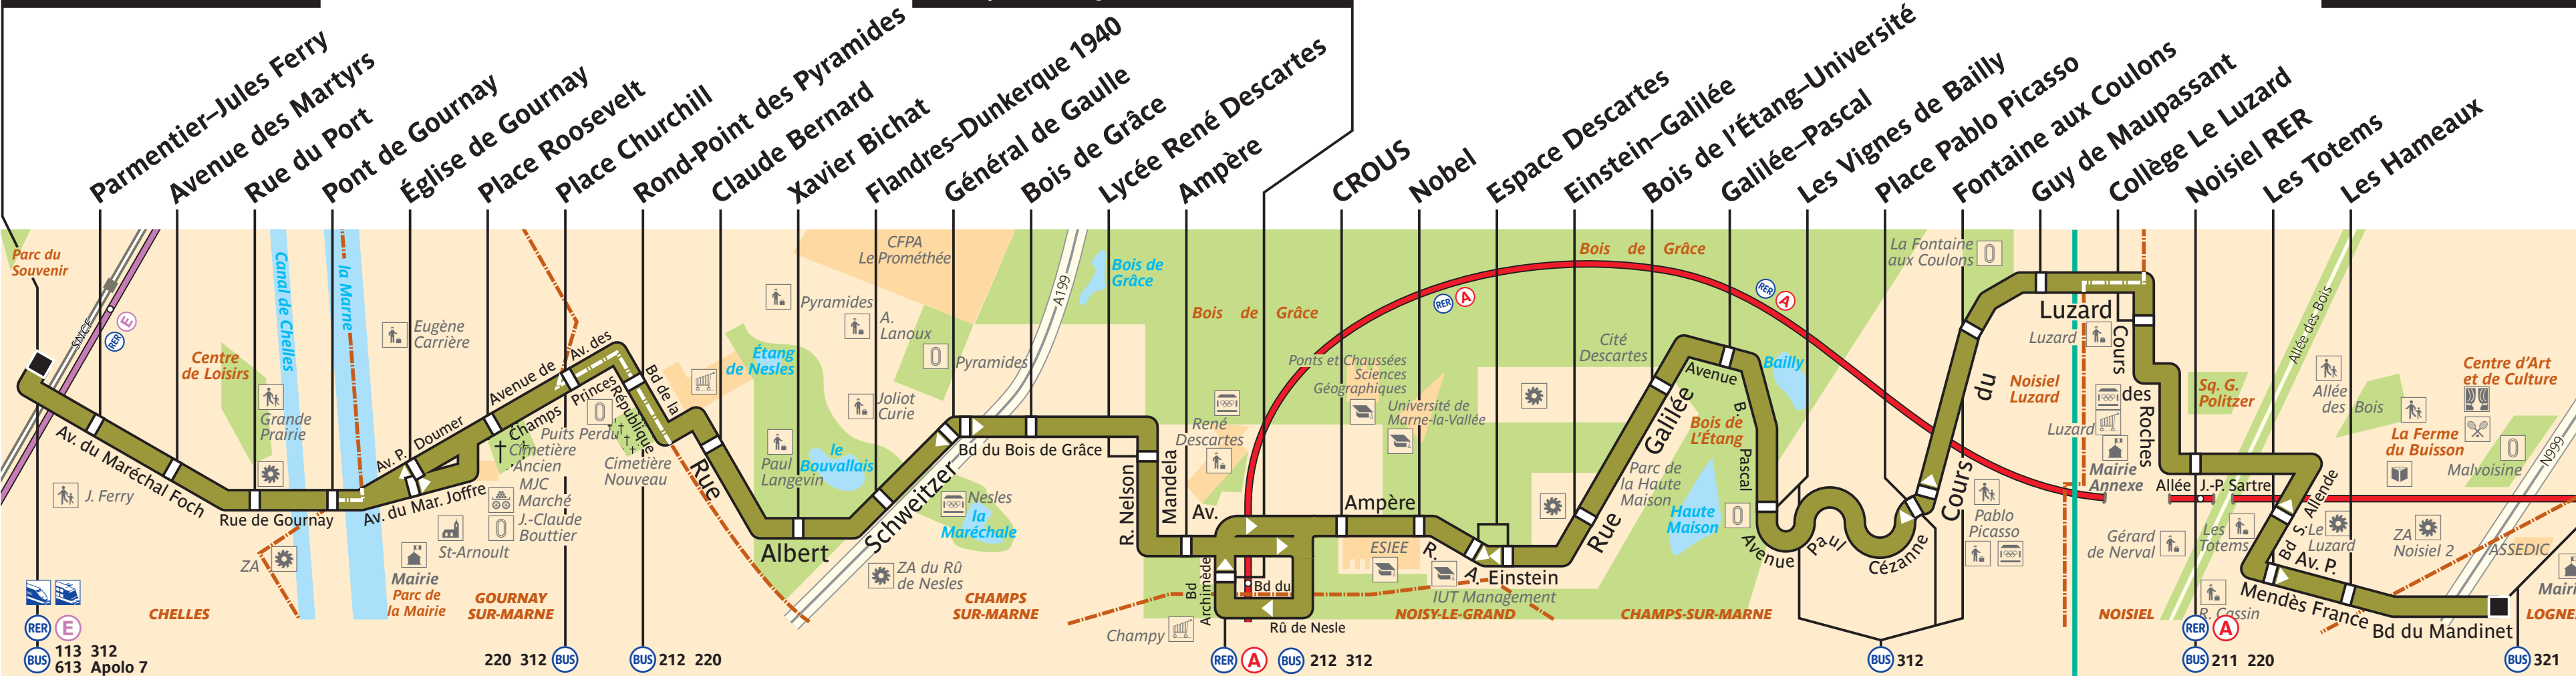 Parmentier–Jules Ferry
Avenue des Martyrs
Rue du Port
Pont de Gournay
Église de Gournay
Place Roosevelt
Place Churchill
Rond-Point des Pyramides
Claude Bernard
Xavier Bichat
Flandres–Dunkerque 1940
Général de Gaulle
Bois de Grâce
Lycée René Descartes
Ampère
CROUS
Nobel
Espace Descartes
Einstein–Galilée
Bois de l'Étang–Université
Galilée–Pascal
Les Vignes de Bailly
Place Pablo Picasso
Fontaine aux Coulons
Guy de Maupassant
Collège Le Luzard
Noisiel RER
Les Totems
Les Hameaux
Parc du
Souvenir
SNCF
RER E
Centre
de Loisirs
Canal de Chelles
la Marne
Grande
Prairie
Eugène
Carrière
J. Ferry
Av. du Maréchal Foch
Rue de Gournay
ZA
Av. P. Doumer
Av. du Mar. Joffre
Avenue de
Champs
Av. des
Princes
République
Bd de la
Puits Perdu
Cimetière
Ancien
MJC
Marché
J.-Claude
Bouttier
Cimetière
Nouveau
St-Arnoult
Mairie
Parc de
la Mairie
CHELLES
GOURNAY
SUR-MARNE
RER E
BUS 113 312
613 Apolo 7
220 312 BUS
BUS 212 220
CFPA
Le Prométhée
Pyramides
A.
Lanoux
Pyramides
Étang
de Nesles
Joliot
Curie
Paul
Langevin
le
Bouvallais
Rue
Albert
Schweitzer
A199
Nesles
la
Maréchale
ZA du Rû
de Nesles
CHAMPS
SUR-MARNE
Bois de
Grâce
Bd du Bois de Grâce
R. Nelson
Mandela
Bois de Grâce
René
Descartes
Av.
Ampère
Bd
Archimède
Bd du
Rû de Nesle
Champy
RER A
BUS 212 312
Bois de Grâce
RER A
RER A
Ponts et Chaussées
Sciences
Géographiques
Université de
Marne-la-Vallée
ESIEE
R.
A. Einstein
IUT Management
NOISY-LE-GRAND
Cité
Descartes
Rue
Galilée
Avenue
B. Pascal
Bois de
L'Étang
Parc de
la Haute
Maison
Haute
Maison
Bailly
Avenue
Paul
Cézanne
CHAMPS-SUR-MARNE
BUS 312
La Fontaine
aux Coulons
Cours
du
Luzard
Pablo
Picasso
Luzard
Noisiel
Luzard
Luzard
Mairie
Annexe
Cours
des
Roches
Sq. G.
Politzer
Allée J.-P. Sartre
Gérard
de Nerval
Les
Totems
R. Cassin
NOISIEL
RER A
BUS 211 220
Allée des Bois
Allée
des Bois
Bd S. Allende
Le
Luzard
Av. P.
Mendès France
ZA
Noisiel 2
La Ferme
du Buisson
Centre d'Art
et de Culture
Malvoisine
N99
ASSEDIC
Bd du Mandinet
BUS 321